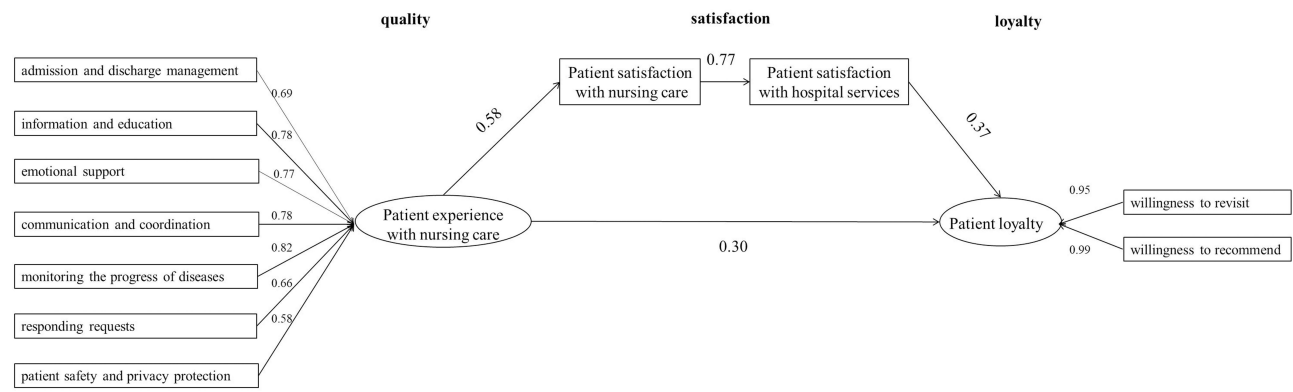 quality
satisfaction
loyalty
admission and discharge management
information and education
emotional support
communication and coordination
monitoring the progress of diseases
responding requests
patient safety and privacy protection
0.69
0.78
0.77
0.78
0.82
0.66
0.58
Patient experience
with nursing care
0.58
Patient satisfaction
with nursing care
0.77
Patient satisfaction
with hospital services
0.37
0.30
Patient loyalty
0.95
0.99
willingness to revisit
willingness to recommend